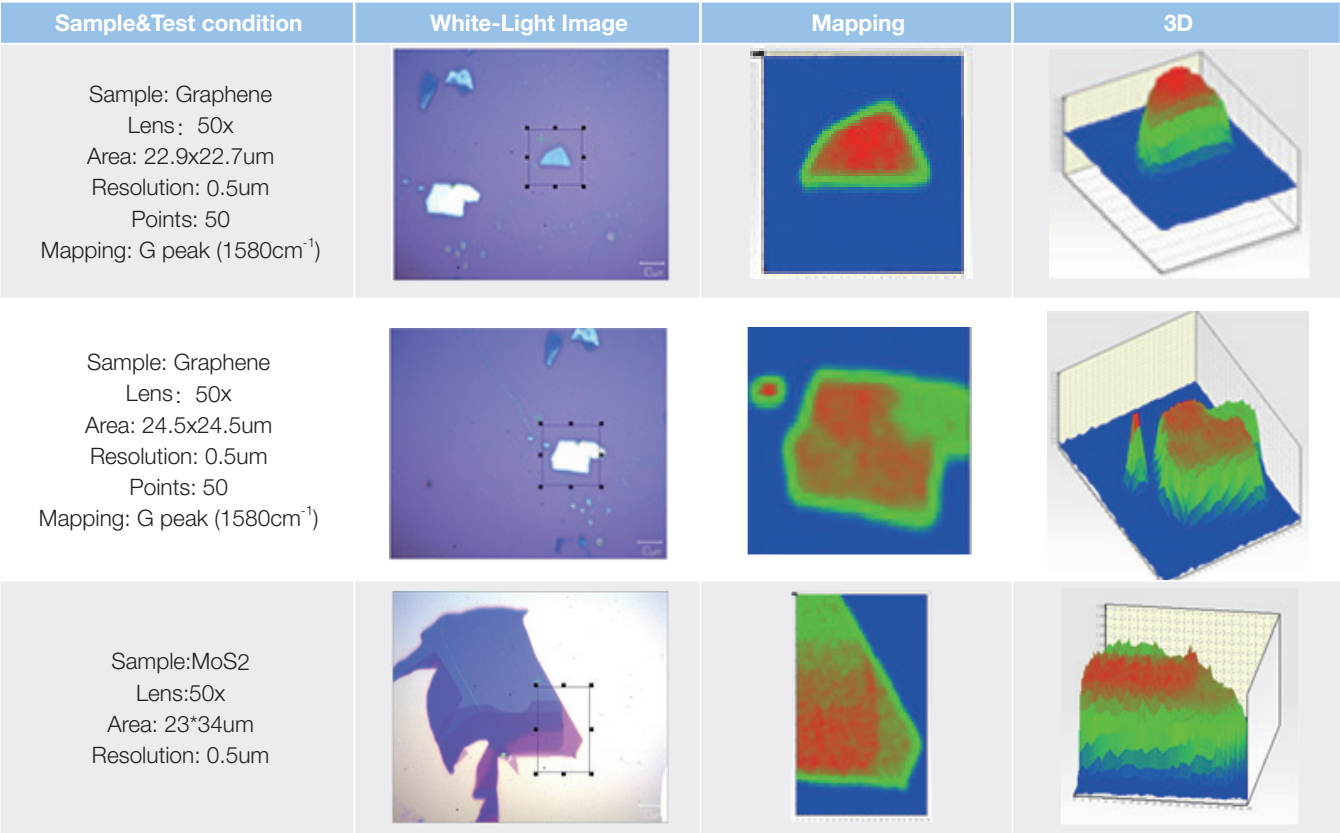 Sample&Test condition
White-Light Image
Mapping
3D
Sample: Graphene
Lens: 50x
Area: 22.9x22.7um
Resolution: 0.5um
Points: 50
Mapping: G peak (1580cm⁻¹)
Sample: Graphene
Lens: 50x
Area: 24.5x24.5um
Resolution: 0.5um
Points: 50
Mapping: G peak (1580cm⁻¹)
Sample:MoS2
Lens:50x
Area: 23*34um
Resolution: 0.5um